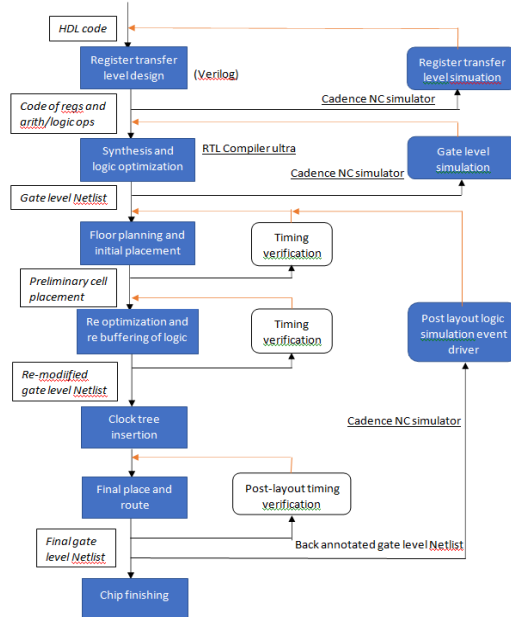 HDL code
Register transfer
level design
(Verilog)
Register transfer
level simuation
Cadence NC simulator
Code of regs and
arith/logic ops
Synthesis and
logic optimization
RTL Compiler ultra
Gate level
simulation
Cadence NC simulator
Gate level Netlist
Floor planning and
initial placement
Timing
verification
Preliminary cell
placement
Re optimization and
re buffering of logic
Timing
verification
Post layout logic
simulation event
driver
Re-modiified
gate level Netlist
Clock tree
insertion
Cadence NC simulator
Final place and
route
Post-layout timing
verification
Final gate
level Netlist
Back annotated gate level Netlist
Chip finishing